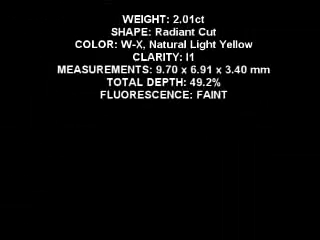 WEIGHT: 2.01ct
SHAPE: Radiant Cut
COLOR: W-X, Natural Light Yellow
CLARITY: I1
MEASUREMENTS: 9.70 x 6.91 x 3.40 mm
TOTAL DEPTH: 49.2%
FLUORESCENCE: FAINT